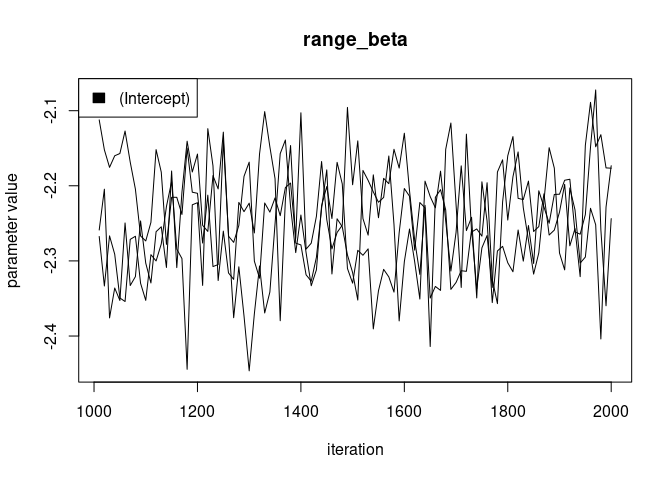 range_beta
(Intercept)
parameter value
-2.1
-2.2
-2.3
-2.4
1000 1200 1400 1600 1800 2000
iteration